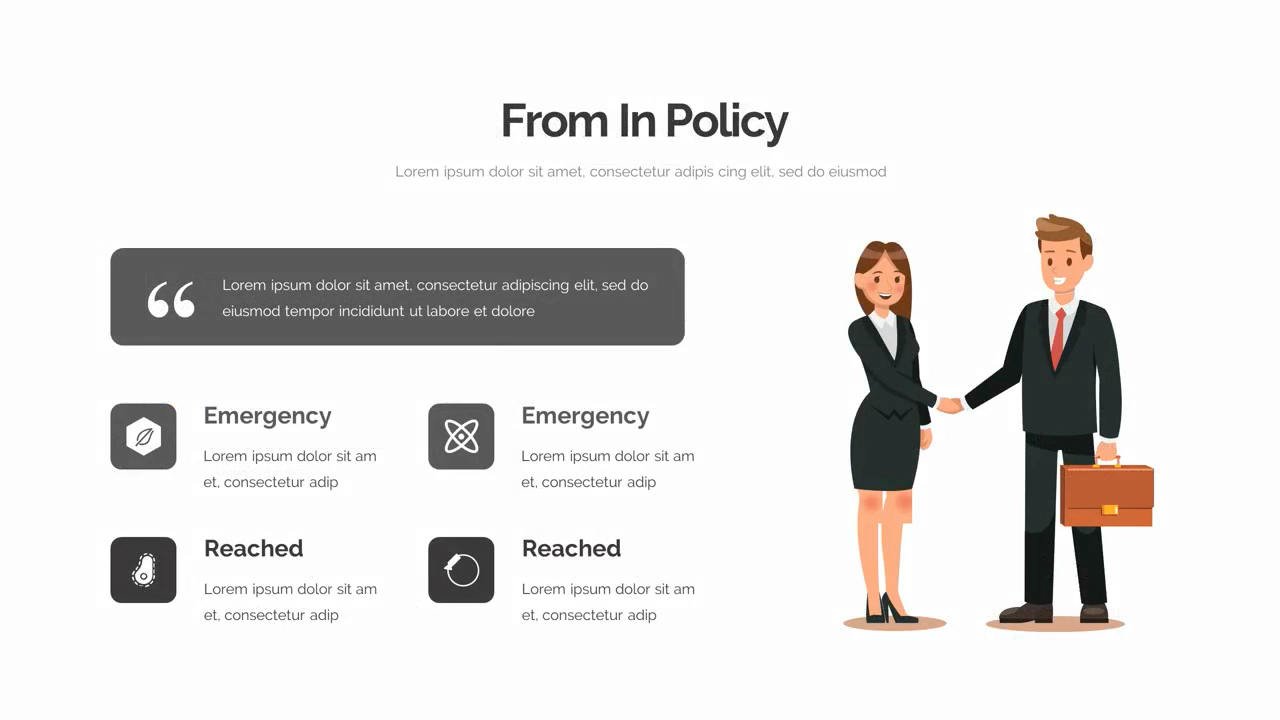 From In Policy
Lorem ipsum dolor sit amet, consectetur adipis cing elit, sed do eiusmod
Lorem ipsum dolor sit amet, consectetur adipiscing elit, sed do
eiusmod tempor incididunt ut labore et dolore
Emergency
Lorem ipsum dolor sit am
et, consectetur adip
Emergency
Lorem ipsum dolor sit am
et, consectetur adip
Reached
Lorem ipsum dolor sit am
et, consectetur adip
Reached
Lorem ipsum dolor sit am
et, consectetur adip